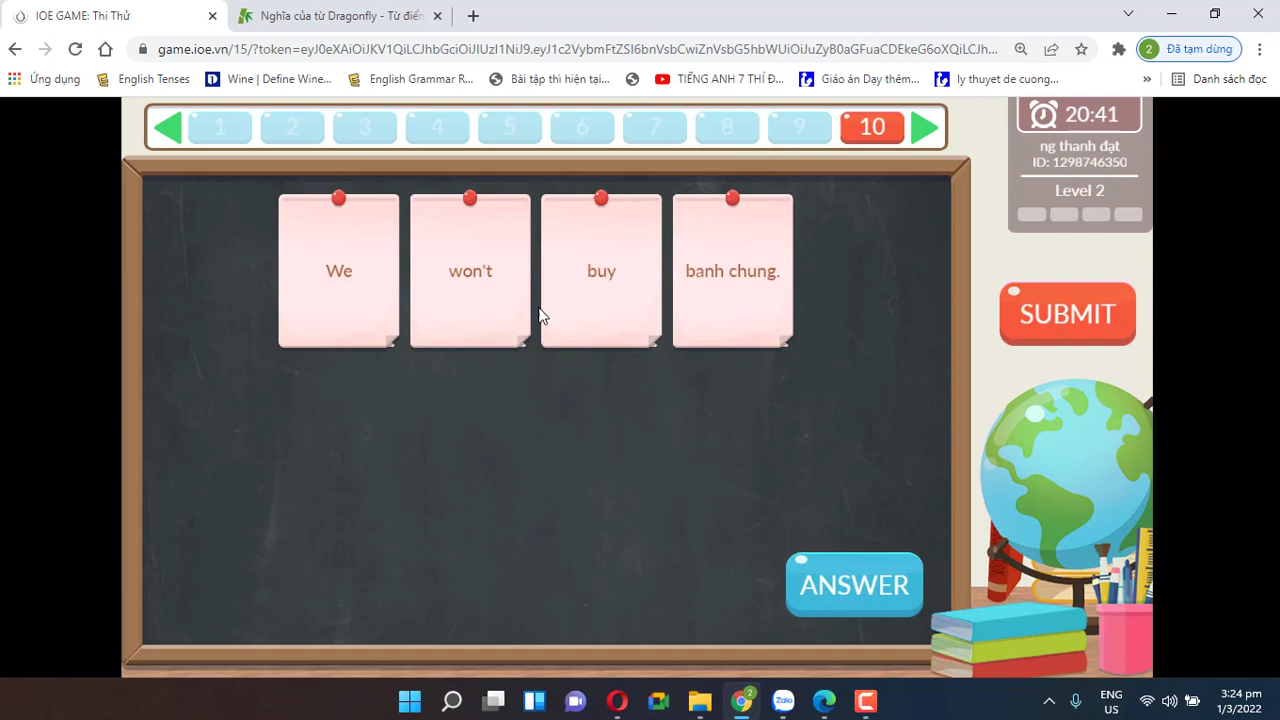 IOE GAME: Thi Thử
Nghĩa của từ Dragonfly - Từ điển
game.ioe.vn/15/?token=eyJ0eXAiOiJKV1QiLCJhbGciOiJIUzI1NiJ9.eyJ1c2VybmFtZSI6bnVsbCwiZnVsbG5hbWUiOiJuZyB0aGFuaCDEkeG6oXQiLCJh...
2
Đã tạm dừng
Ứng dụng
English Tenses
Wine | Define Wine...
English Grammar R...
Bài tập thì hiện tại...
TIẾNG ANH 7 THÍ Đ...
Giáo án Dạy thêm...
ly thuyet de cuong...
»
Danh sách đọc
1 2 3 4 5 6 7 8 9 10
20:41
ng thanh đạt
ID: 1298746350
Level 2
We
won't
buy
banh chung.
SUBMIT
ANSWER
2
Zalo
ENG
US
3:24 pm
1/3/2022